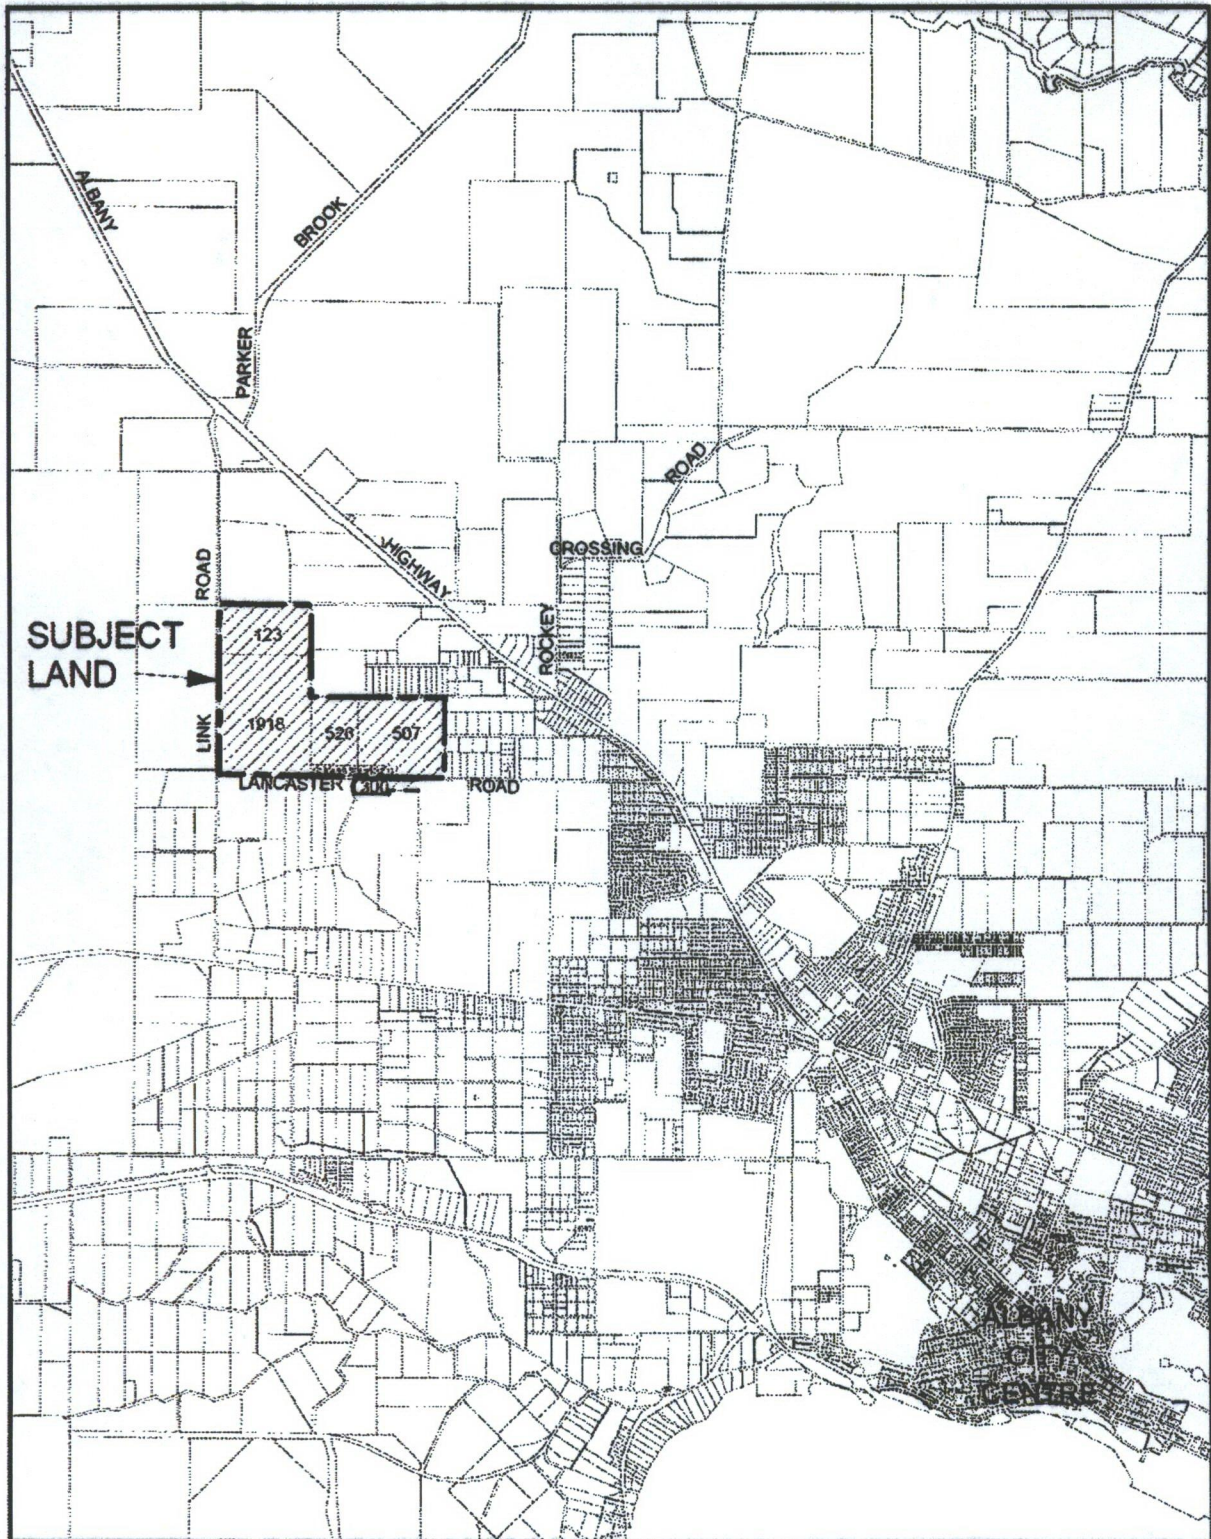 ALBANY
BROOK
PARKER
ROAD
CROSSING
HIGHWAY
ROAD
ROCKEY
SUBJECT
LAND
123
LINK
1918
526
507
LANCASTER
300
ROAD
ALBANY
CITY
CENTRE